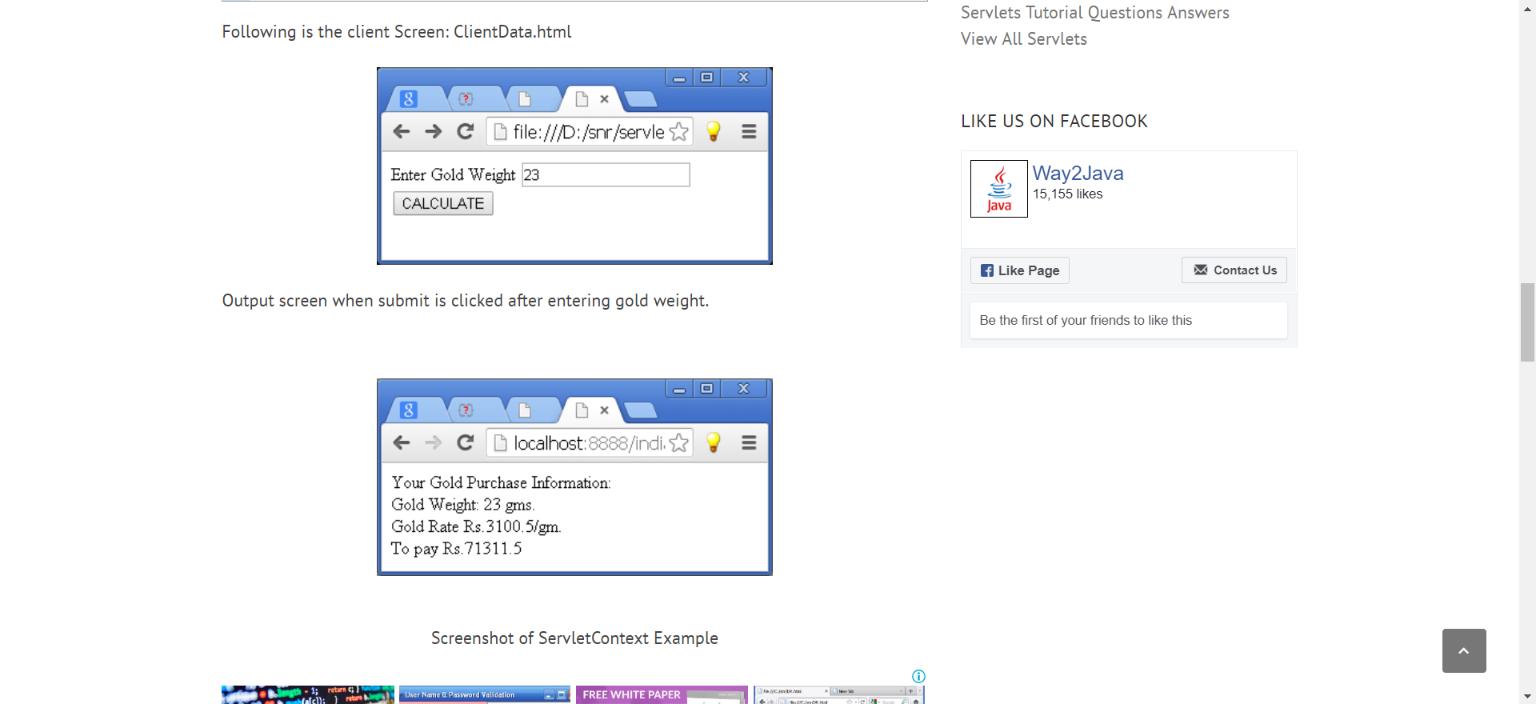 Following is the client Screen: ClientData.html
file:///D:/snr/servle
Enter Gold Weight 23
CALCULATE
Output screen when submit is clicked after entering gold weight.
localhost:8888/indi
Your Gold Purchase Information:
Gold Weight: 23 gms.
Gold Rate Rs.3100.5/gm.
To pay Rs.71311.5
Screenshot of ServletContext Example
User Name & Password Validation
FREE WHITE PAPER
New Tab
Servlets Tutorial Questions Answers
View All Servlets
LIKE US ON FACEBOOK
Java
Way2Java
15,155 likes
Like Page
Contact Us
Be the first of your friends to like this